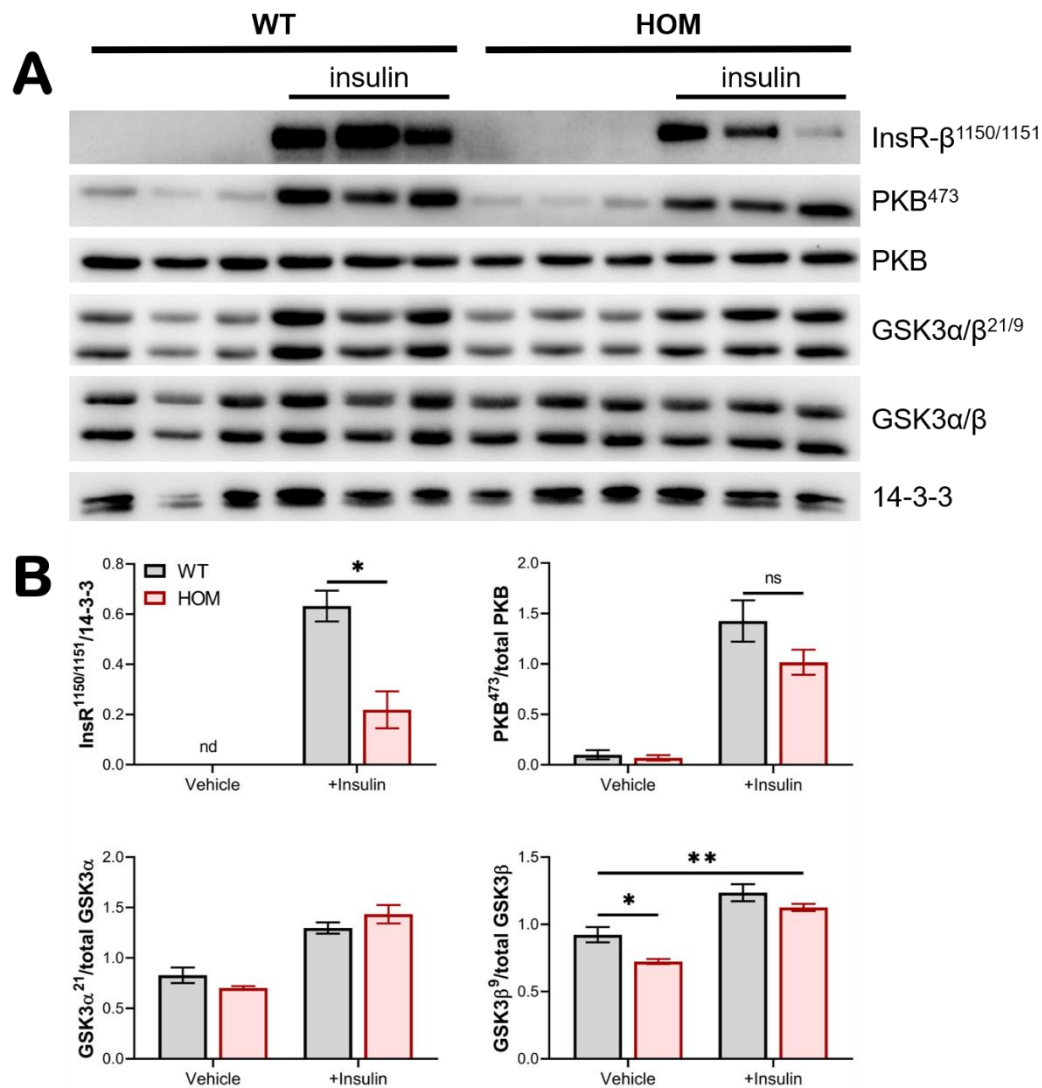 WT HOM
A
insulin insulin
InsR-β1150/1151
PKB473
PKB
GSK3α/β21/9
GSK3α/β
14-3-3
B
InsR1150/1151/14-3-3
0.8
0.6
0.4
0.2
0.0
WT
HOM
*
nd
Vehicle +Insulin
PKB473/total PKB
2.0
1.5
1.0
0.5
0.0
ns
Vehicle +Insulin
GSK3α21/total GSK3α
2.0
1.5
1.0
0.5
0.0
Vehicle +Insulin
GSK3β9/total GSK3β
1.5
1.0
0.5
0.0
**
*
Vehicle +Insulin